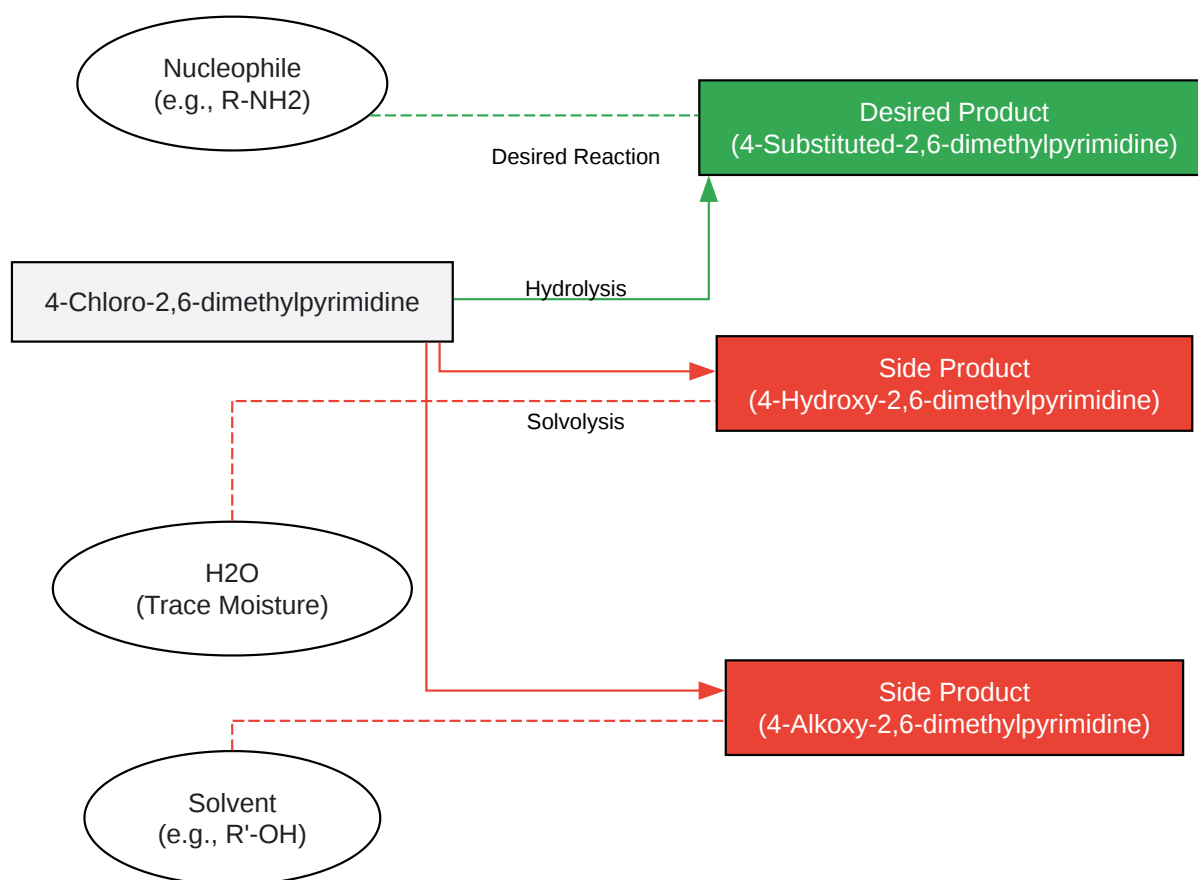 Nucleophile
(e.g., R-NH2)
Desired Product
(4-Substituted-2,6-dimethylpyrimidine)
Desired Reaction
4-Chloro-2,6-dimethylpyrimidine
Hydrolysis
Side Product
(4-Hydroxy-2,6-dimethylpyrimidine)
Solvolysis
H2O
(Trace Moisture)
Side Product
(4-Alkoxy-2,6-dimethylpyrimidine)
Solvent
(e.g., R'-OH)